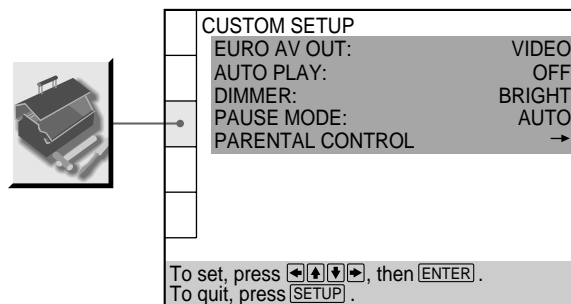 CUSTOM SETUP
EURO AV OUT: VIDEO
AUTO PLAY: OFF
DIMMER: BRIGHT
PAUSE MODE: AUTO
PARENTAL CONTROL →
To set, press ←↑↓→, then ENTER .
To quit, press SETUP .